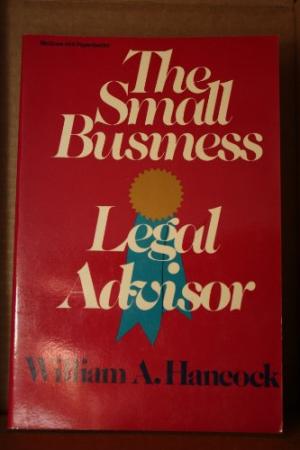 McGraw-Hill Paperbacks
The
Small
Business
Legal
Advisor
William A. Hancock